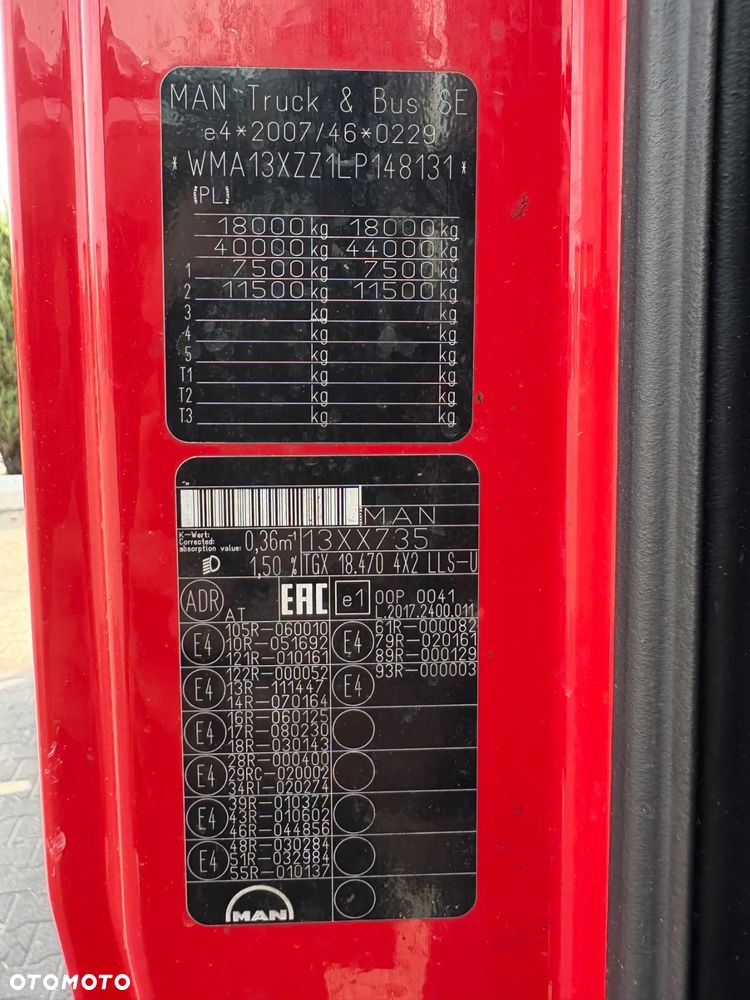 MAN Truck & Bus SE
e4*2007/46*0229
*WMA13XZZ1LP148131*
(PL)
18000 kg 18000 kg
40000 kg 44000 kg
1 7500 kg 7500 kg
2 11500 kg 11500 kg
3 kg kg
4 kg kg
5 kg kg
T1 kg kg
T2 kg kg
T3 kg kg
MAN
K-Wert:
Corrected
absorption value: 0,36m⁻¹ 13XX735
1,50 % TGX 18.470 4X2 LLS-U
ADR AT EAC e1 00P 0041
2017.2400.011
E4 105R-060010 E4 61R-000082
10R-051692 79R-020161
121R-010161 89R-000129
E4 122R-000052 E4 93R-000003
13R-111447
14R-070164
E4 16R-060125
17R-080230
18R-030143
E4 28R-000408
29RC-020002
34RI-020274
E4 39R-010377
43R-010602
46R-044856
E4 48R-030284
51R-032984
55R-010137
MAN
OTOMOTO